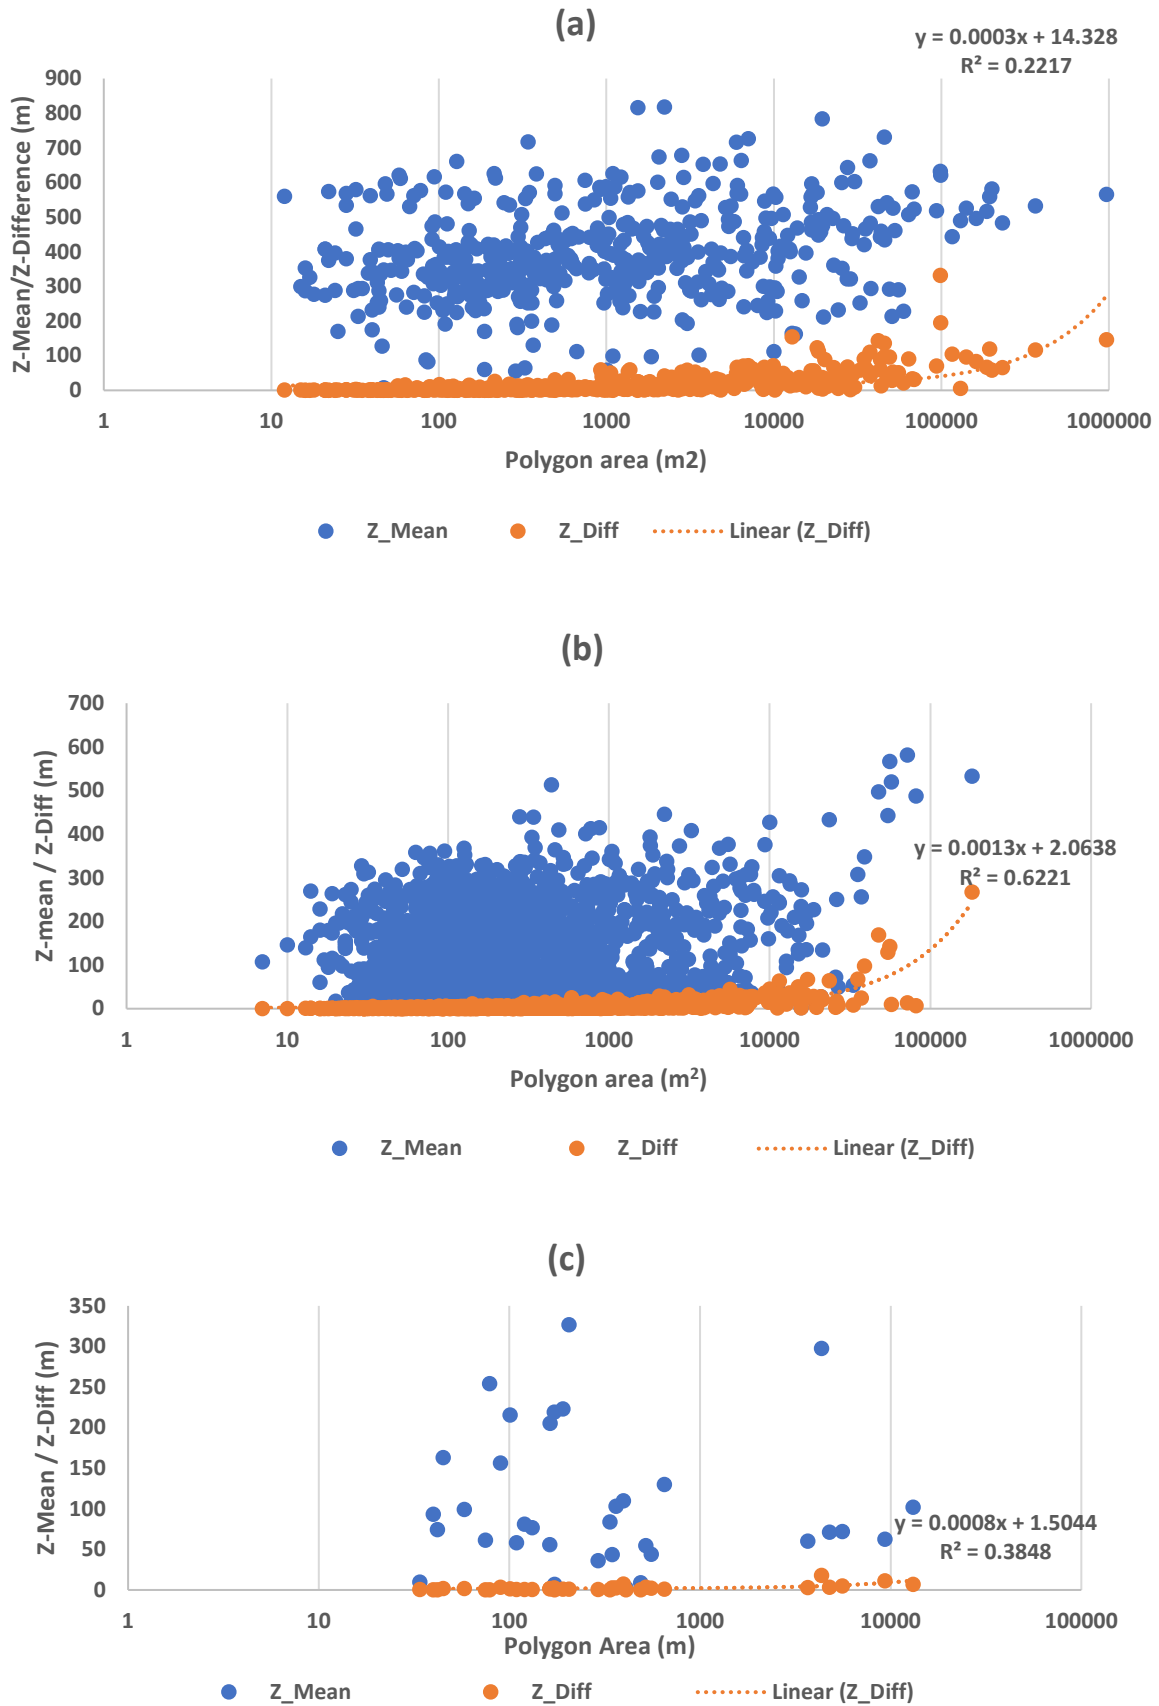 (a)
y = 0.0003x + 14.328
R² = 0.2217
Z-Mean/Z-Difference (m)
900
800
700
600
500
400
300
200
100
0
1 10 100 1000 10000 100000 1000000
Polygon area (m2)
Z_Mean Z_Diff Linear (Z_Diff)
(b)
Z-mean / Z-Diff (m)
700
600
500
400
300
200
100
0
y = 0.0013x + 2.0638
R² = 0.6221
1 10 100 1000 10000 100000 1000000
Polygon area (m²)
Z_Mean Z_Diff Linear (Z_Diff)
(c)
Z-Mean / Z-Diff (m)
350
300
250
200
150
100
50
0
y = 0.0008x + 1.5044
R² = 0.3848
1 10 100 1000 10000 100000
Polygon Area (m)
Z_Mean Z_Diff Linear (Z_Diff)